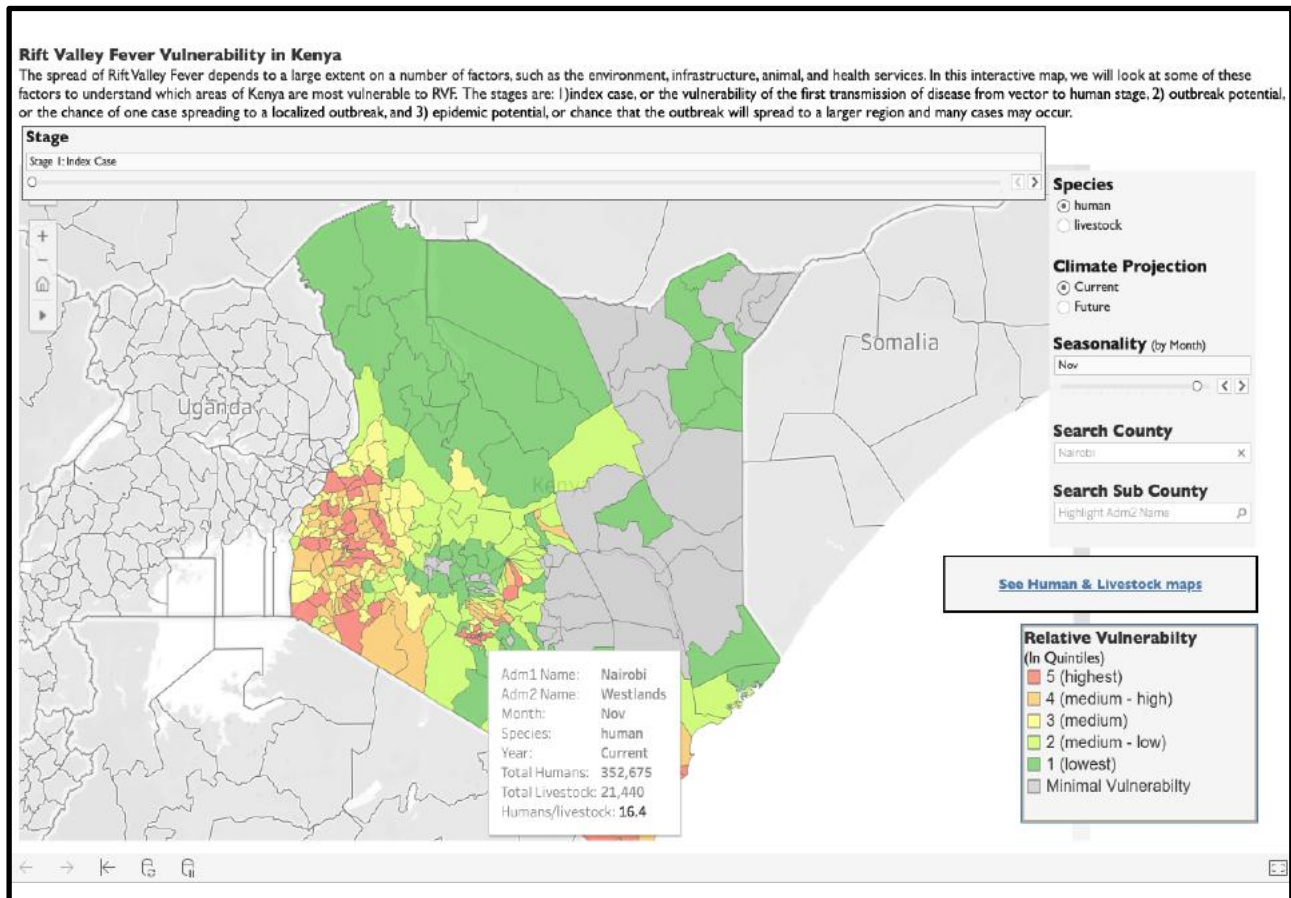 Rift Valley Fever Vulnerability in Kenya
The spread of Rift Valley Fever depends to a large extent on a number of factors, such as the environment, infrastructure, animal, and health services. In this interactive map, we will look at some of these
factors to understand which areas of Kenya are most vulnerable to RVF. The stages are: 1)index case, or the vulnerability of the first transmission of disease from vector to human stage, 2) outbreak potential,
or the chance of one case spreading to a localized outbreak, and 3) epidemic potential, or chance that the outbreak will spread to a larger region and many cases may occur.
Stage
Stage 1: Index Case
Species
human
livestock
Climate Projection
Current
Future
Seasonality (by Month)
Nov
Search County
Nairobi
Search Sub County
Highlight Adm2 Name
See Human & Livestock maps
Relative Vulnerabilty
(In Quintiles)
5 (highest)
4 (medium - high)
3 (medium)
2 (medium - low)
1 (lowest)
Minimal Vulnerabilty
Uganda
Kenya
Somalia
Adm1 Name: Nairobi
Adm2 Name: Westlands
Month: Nov
Species: human
Year: Current
Total Humans: 352,675
Total Livestock: 21,440
Humans/livestock: 16.4